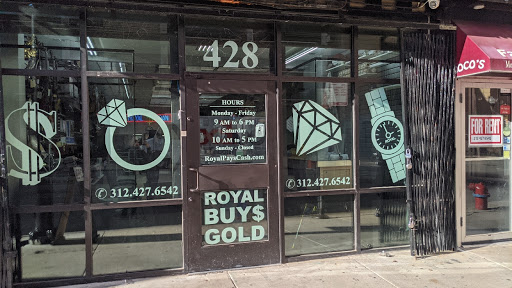 428
HOURS
Monday - Friday
9 AM to 6 PM
Saturday
10 AM to 5 PM
Sunday - Closed
RoyalPaysCash.com
312.427.6542
312.427.6542
ROYAL
BUY$
GOLD
OCO'S
FOR RENT